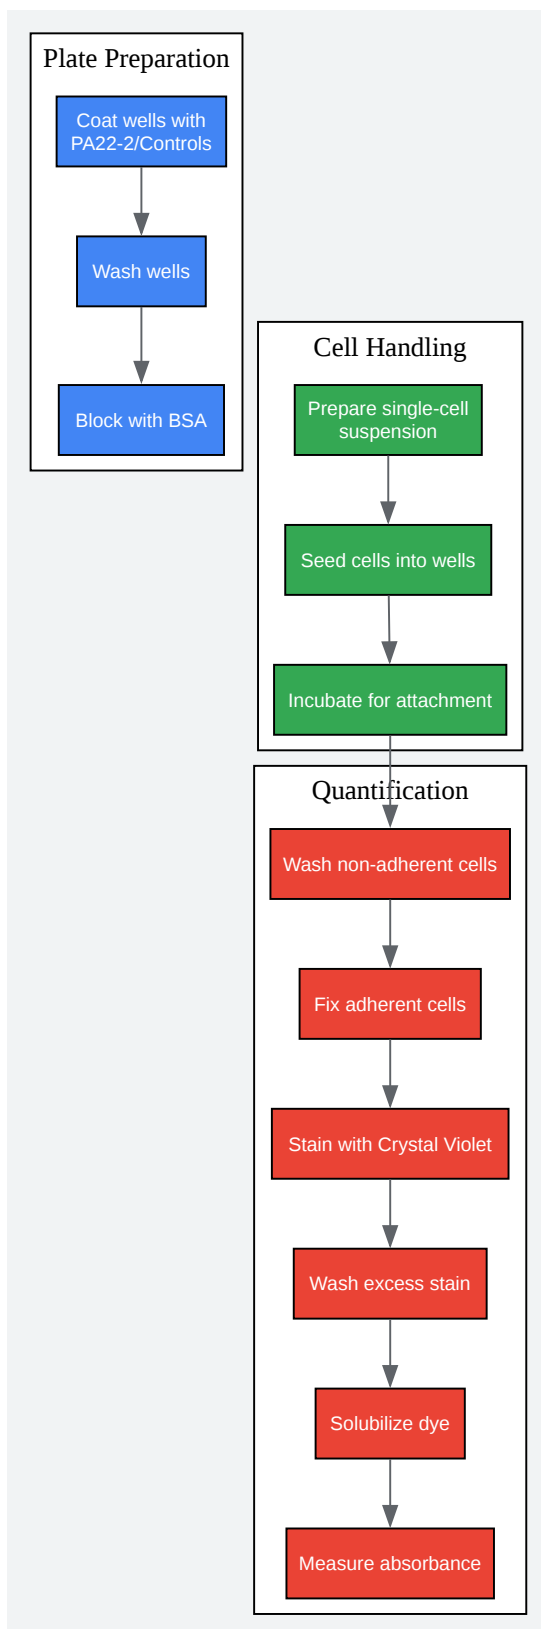 Plate Preparation
Coat wells with
PA22-2/Controls
Wash wells
Block with BSA
Cell Handling
Prepare single-cell
suspension
Seed cells into wells
Incubate for attachment
Quantification
Wash non-adherent cells
Fix adherent cells
Stain with Crystal Violet
Wash excess stain
Solubilize dye
Measure absorbance